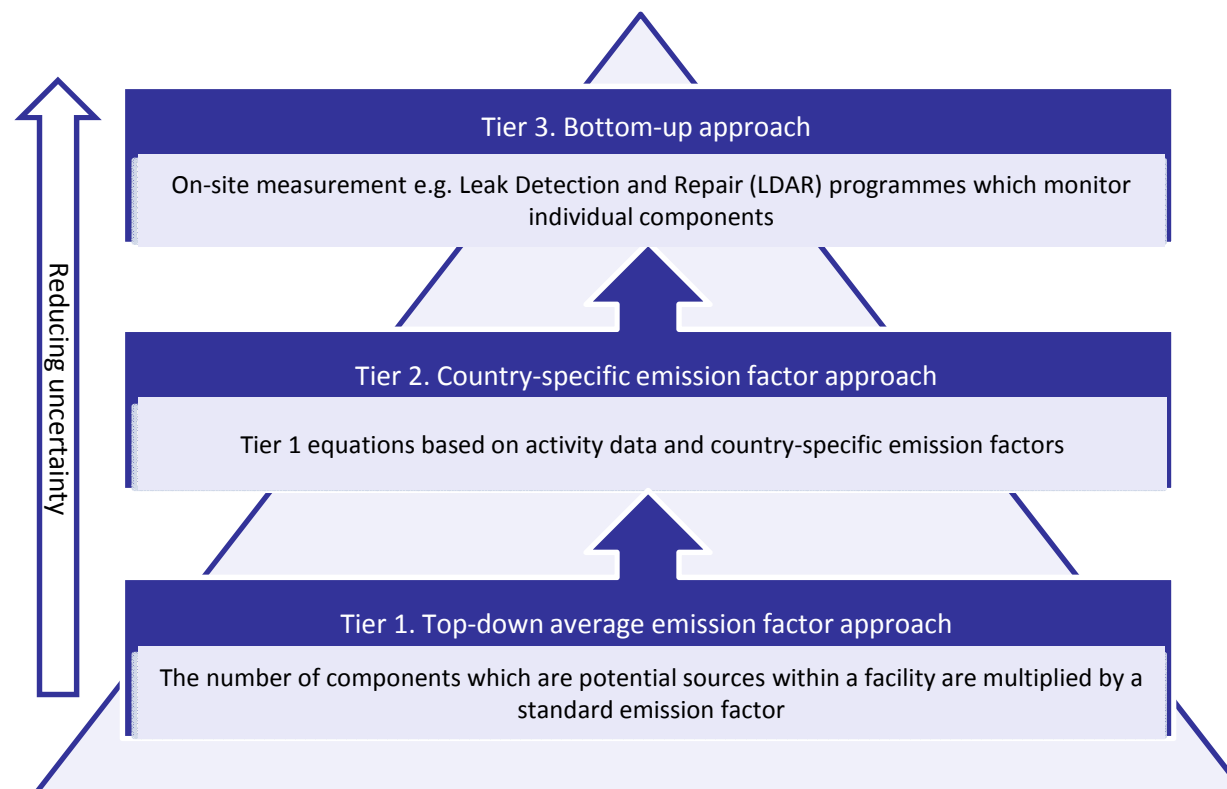 Tier 3. Bottom-up approach
On-site measurement e.g. Leak Detection and Repair (LDAR) programmes which monitor
individual components
Reducing uncertainty
Tier 2. Country-specific emission factor approach
Tier 1 equations based on activity data and country-specific emission factors
Tier 1. Top-down average emission factor approach
The number of components which are potential sources within a facility are multiplied by a
standard emission factor